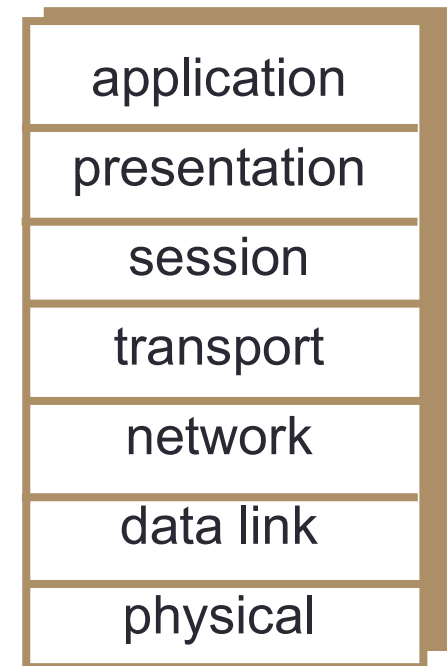 application
presentation
session
transport
network
data link
physical